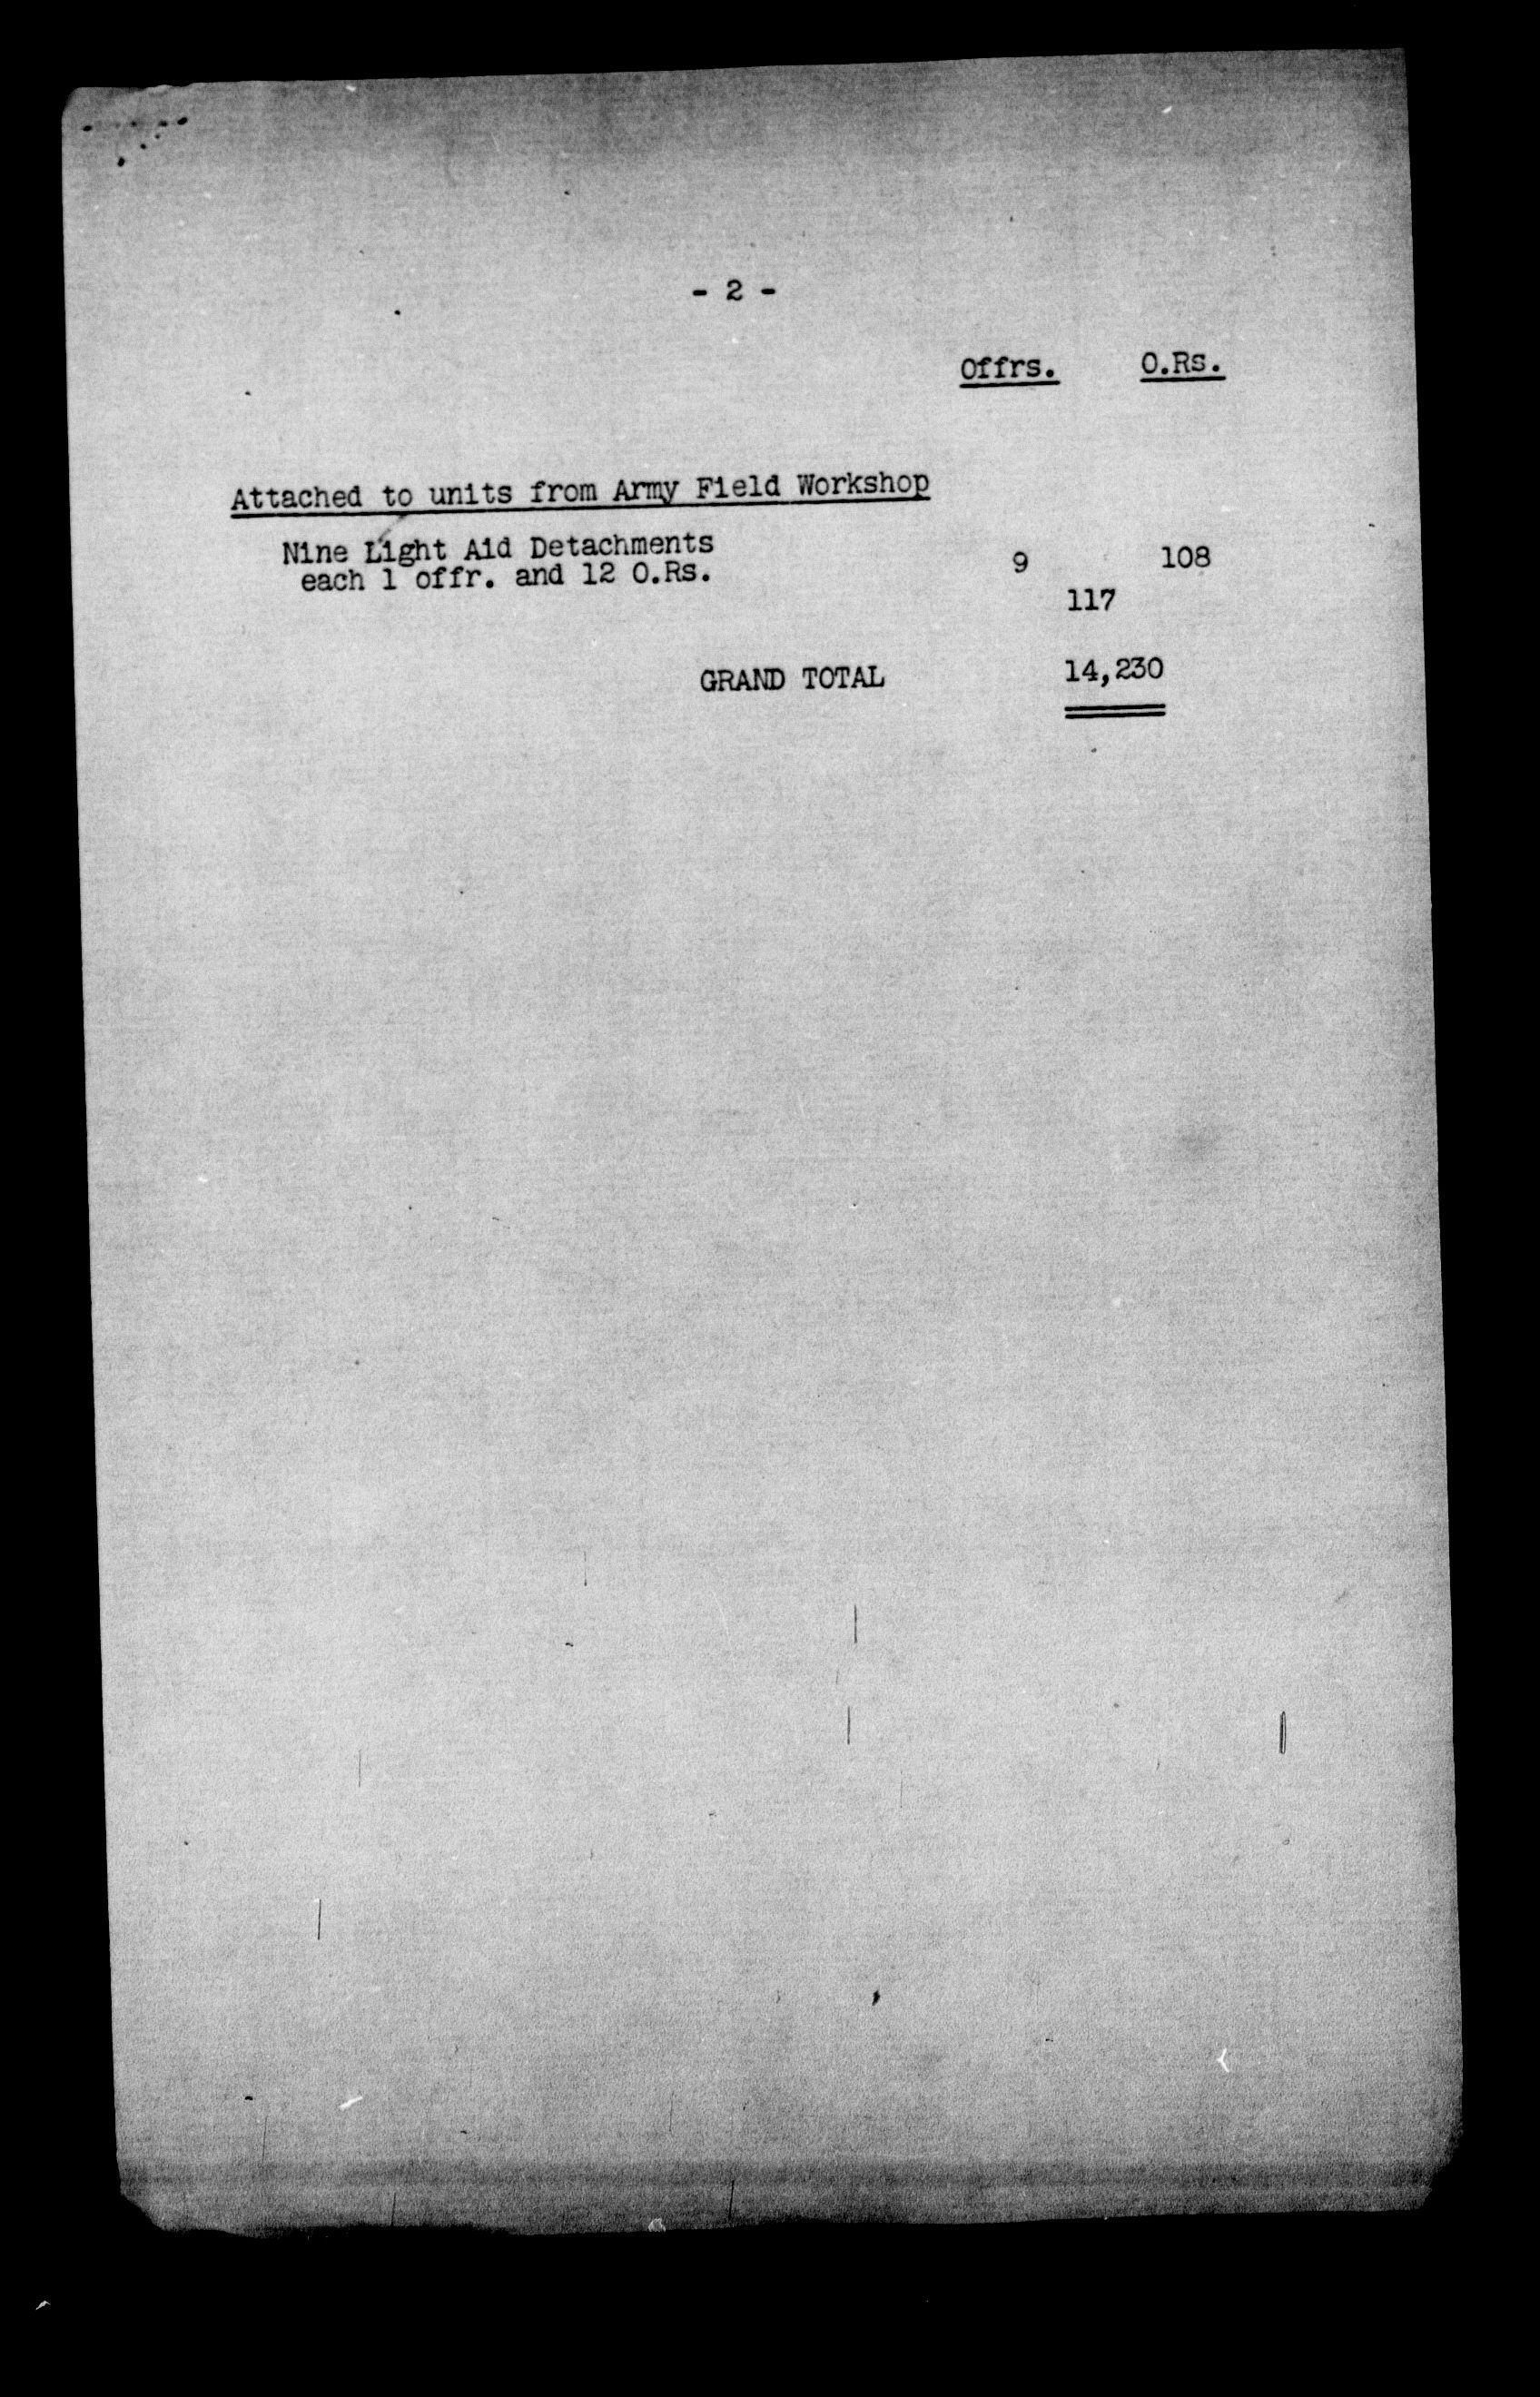 - 2 -
Offrs. O.Rs.
Attached to units from Army Field Workshop
Nine Light Aid Detachments
each 1 offr. and 12 O.Rs. 9 108
117
GRAND TOTAL 14,230